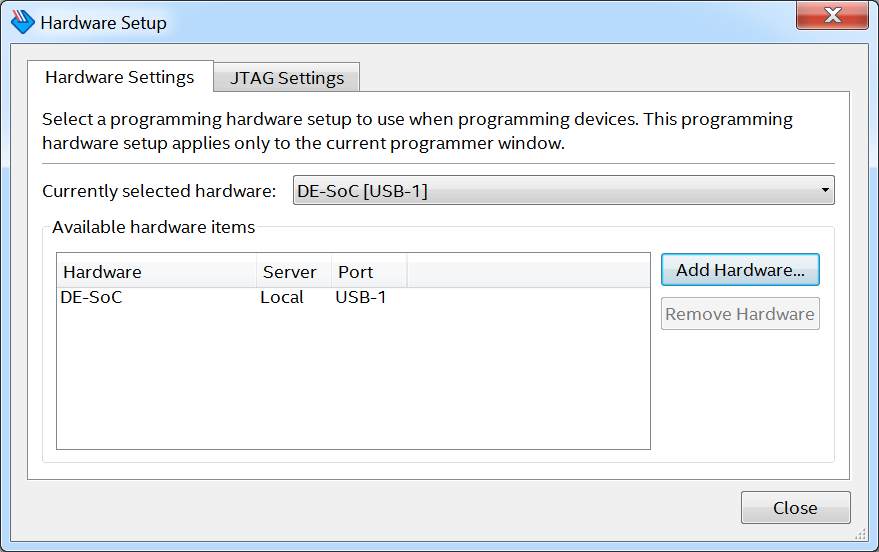 Hardware Setup
Hardware Settings
JTAG Settings
Select a programming hardware setup to use when programming devices. This programming
hardware setup applies only to the current programmer window.
Currently selected hardware:
DE-SoC [USB-1]
Available hardware items
Hardware Server Port
DE-SoC Local USB-1
Add Hardware...
Remove Hardware
Close